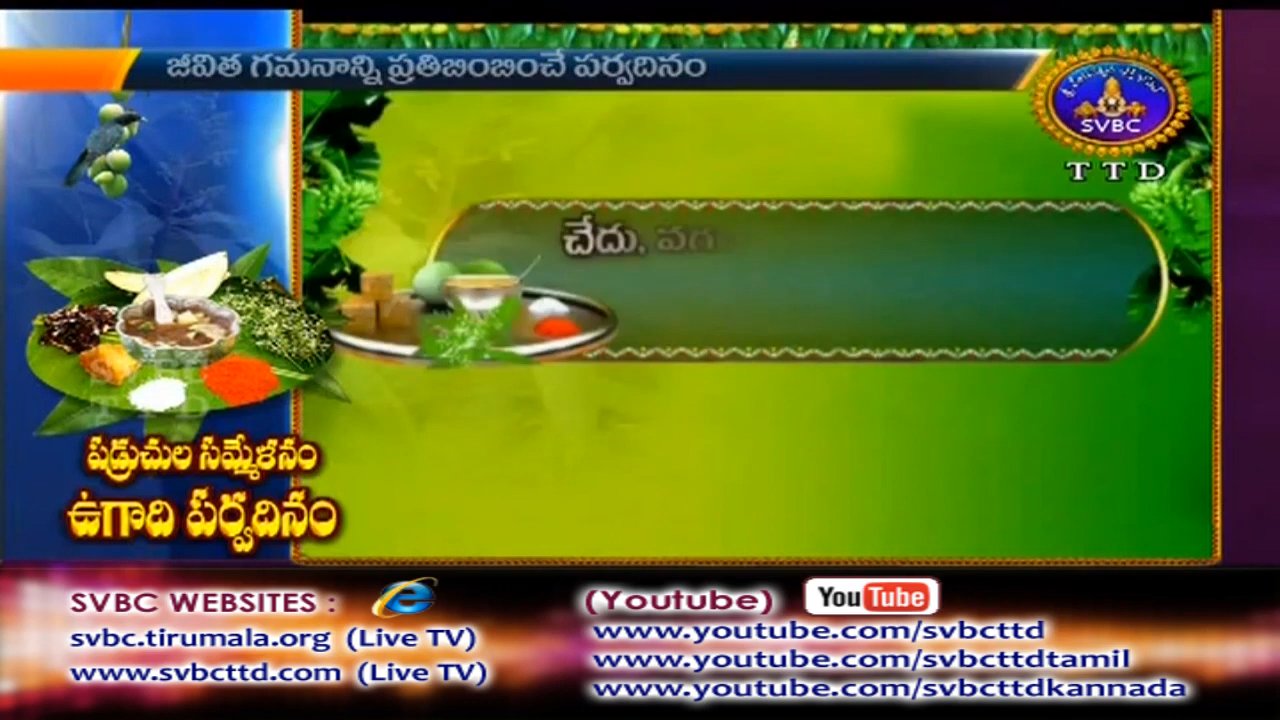 జీవిత గమనాన్ని ప్రతిబింబించే పర్వదినం
SVBC
T T D
చేదు, వగ
షడ్రుచుల సమ్మేళనం
ఉగాది పర్వదినం
SVBC WEBSITES :
svbc.tirumala.org (Live TV)
www.svbcttd.com (Live TV)
(Youtube) YouTube
www.youtube.com/svbcttd
www.youtube.com/svbcttdtamil
www.youtube.com/svbcttdkannada